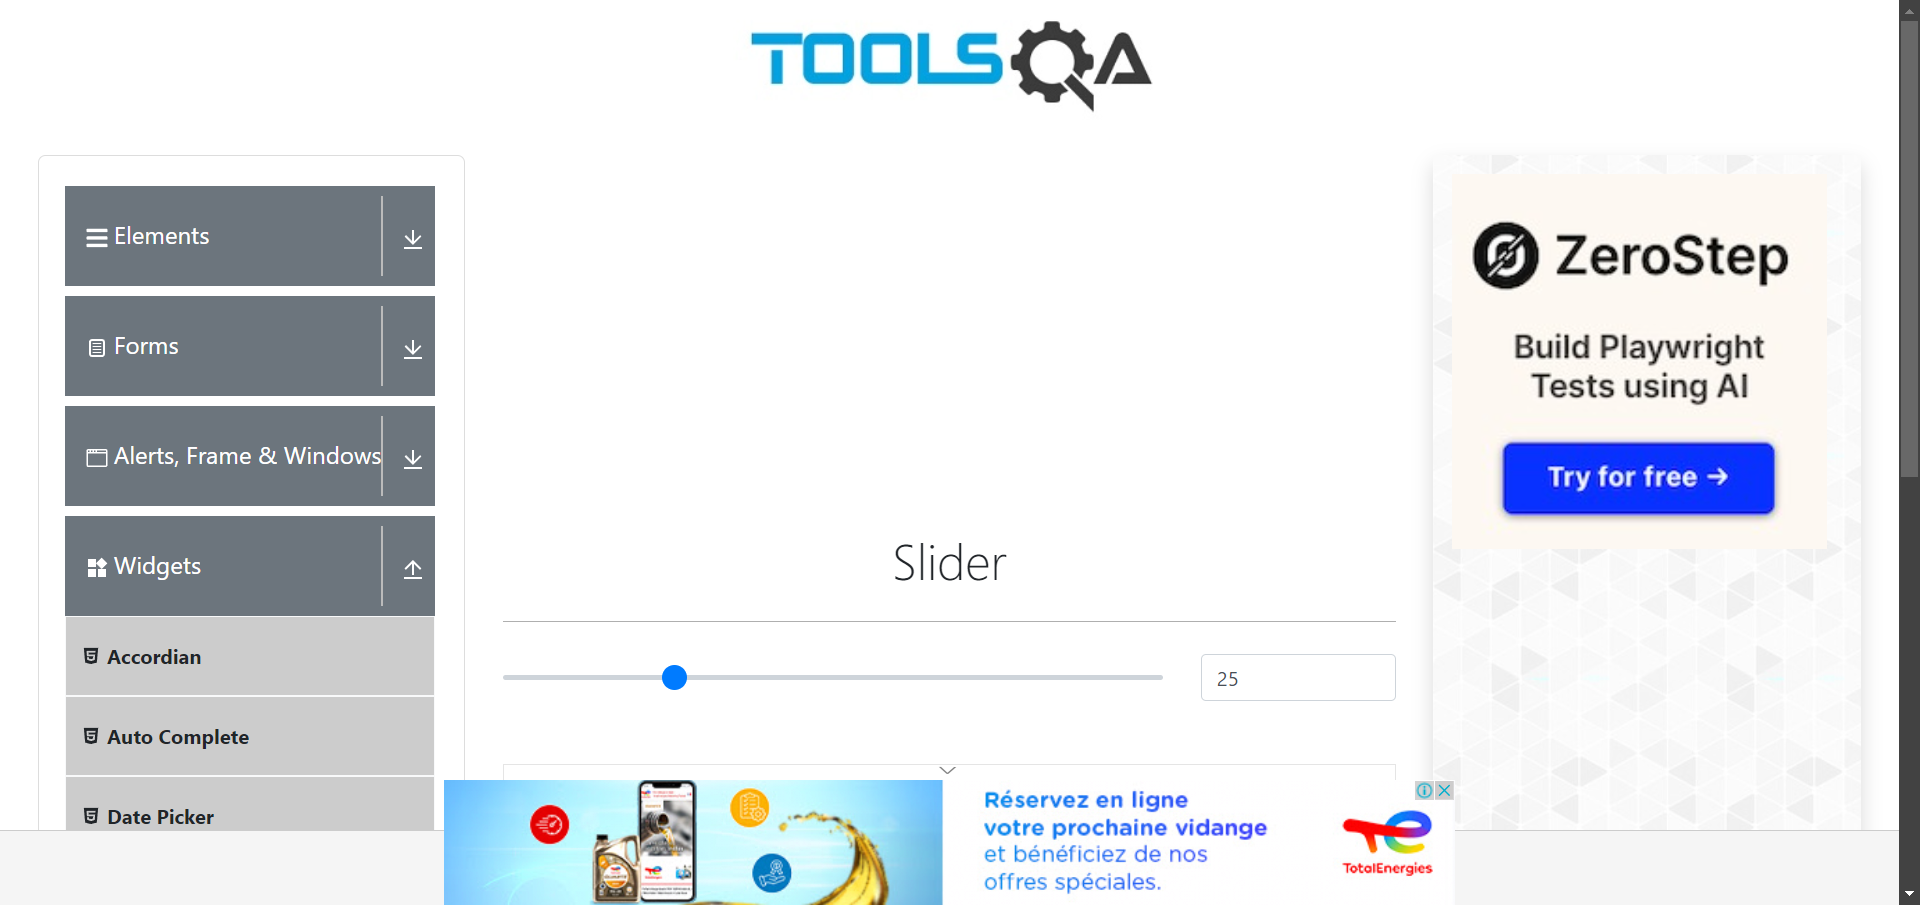 TOOLSQA
Elements
Forms
Alerts, Frame & Windows
Widgets
Accordian
Auto Complete
Date Picker
Slider
25
ZeroStep
Build Playwright
Tests using AI
Try for free →
Réservez en ligne
votre prochaine vidange
et bénéficiez de nos
offres spéciales.
TotalEnergies